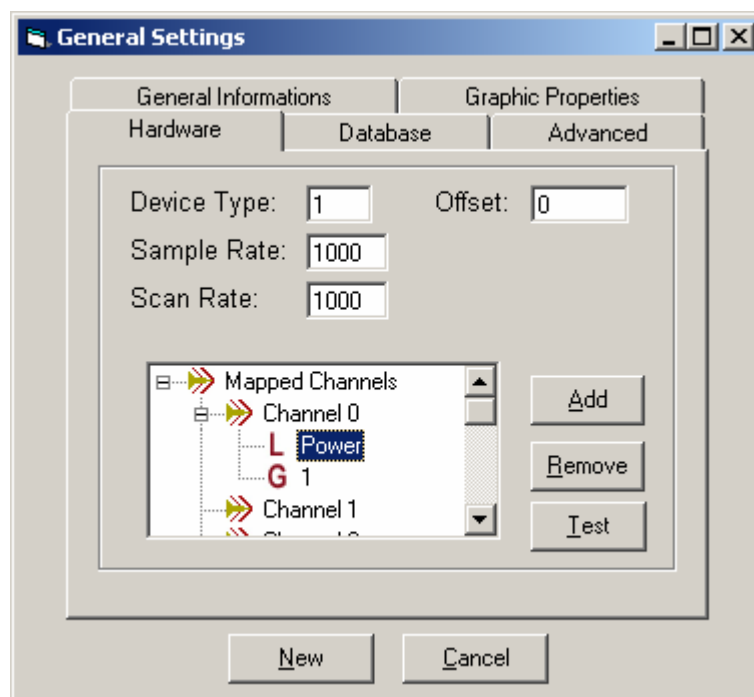 General Settings
General Informations Graphic Properties
Hardware Database Advanced
Device Type: 1 Offset: 0
Sample Rate: 1000
Scan Rate: 1000
Mapped Channels
Channel 0
L Power
G 1
Channel 1
Add
Remove
Test
New Cancel